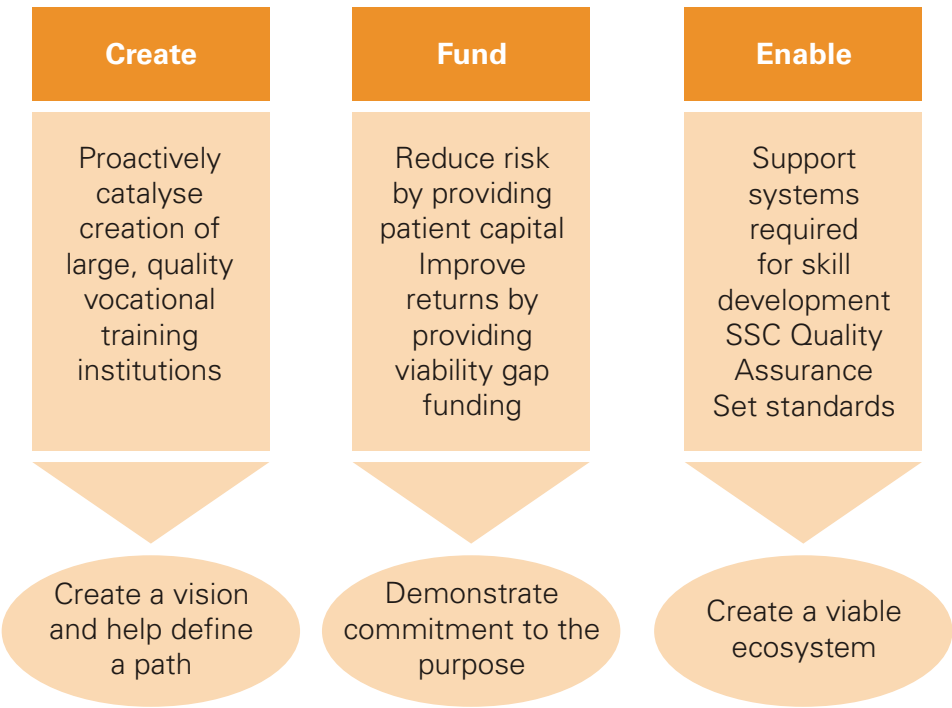 Create
Proactively
catalyse
creation of
large, quality
vocational
training
institutions
Create a vision
and help define
a path
Fund
Reduce risk
by providing
patient capital
Improve
returns by
providing
viability gap
funding
Demonstrate
commitment to the
purpose
Enable
Support
systems
required
for skill
development
SSC Quality
Assurance
Set standards
Create a viable
ecosystem